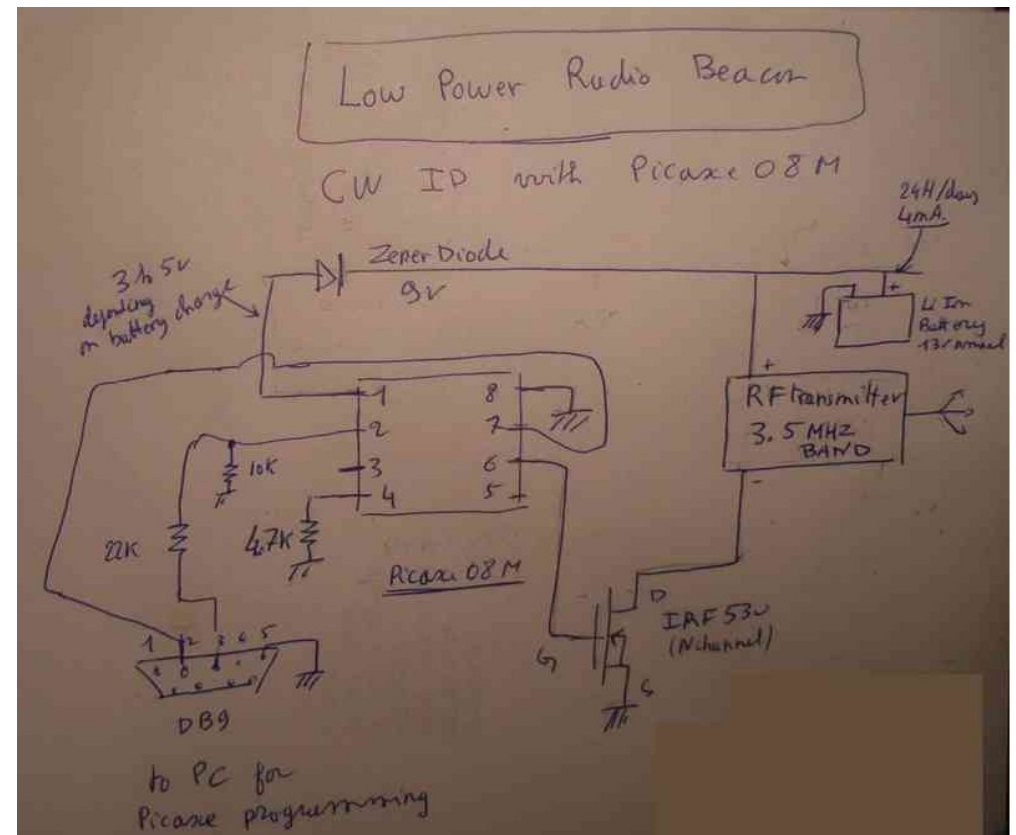 Low Power Radio Beacon
CW ID with Picaxe 08M
24H/day
4mA.
3 to 5v
depending
on battery charge
Zener Diode
9v
+
Li Ion
Battery
13v
+
RF transmitter
3.5 MHZ
BAND
-
1
2
3
4
8
7
6
5
10K
22K
4.7K
Picaxe 08M
D
G
S
IRF530
(N channel)
1 2 3 4 5
DB9
to PC for
Picaxe programming